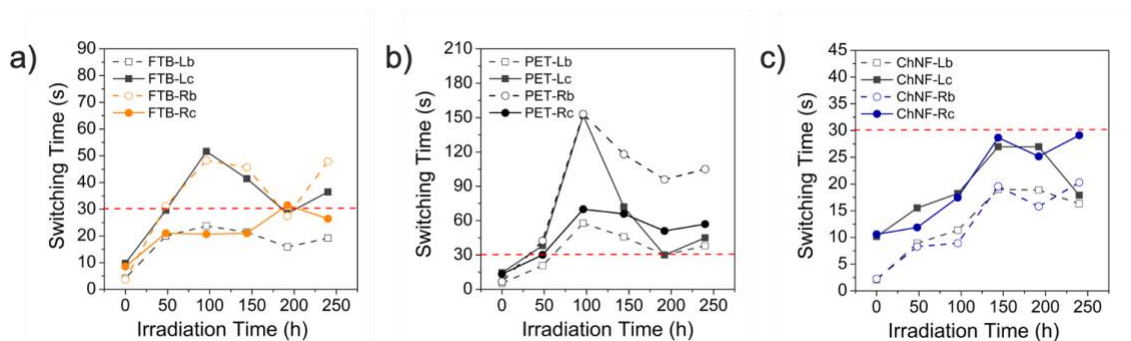 a)
Switching Time (s)
90
80
70
60
50
40
30
20
10
0
FTB-Lb
FTB-Lc
FTB-Rb
FTB-Rc
0 50 100 150 200 250
Irradiation Time (h)
b)
Switching Time (s)
210
180
150
120
90
60
30
0
PET-Lb
PET-Lc
PET-Rb
PET-Rc
0 50 100 150 200 250
Irradiation Time (h)
c)
Switching Time (s)
45
40
35
30
25
20
15
10
5
0
ChNF-Lb
ChNF-Lc
ChNF-Rb
ChNF-Rc
0 50 100 150 200 250
Irradiation Time (h)